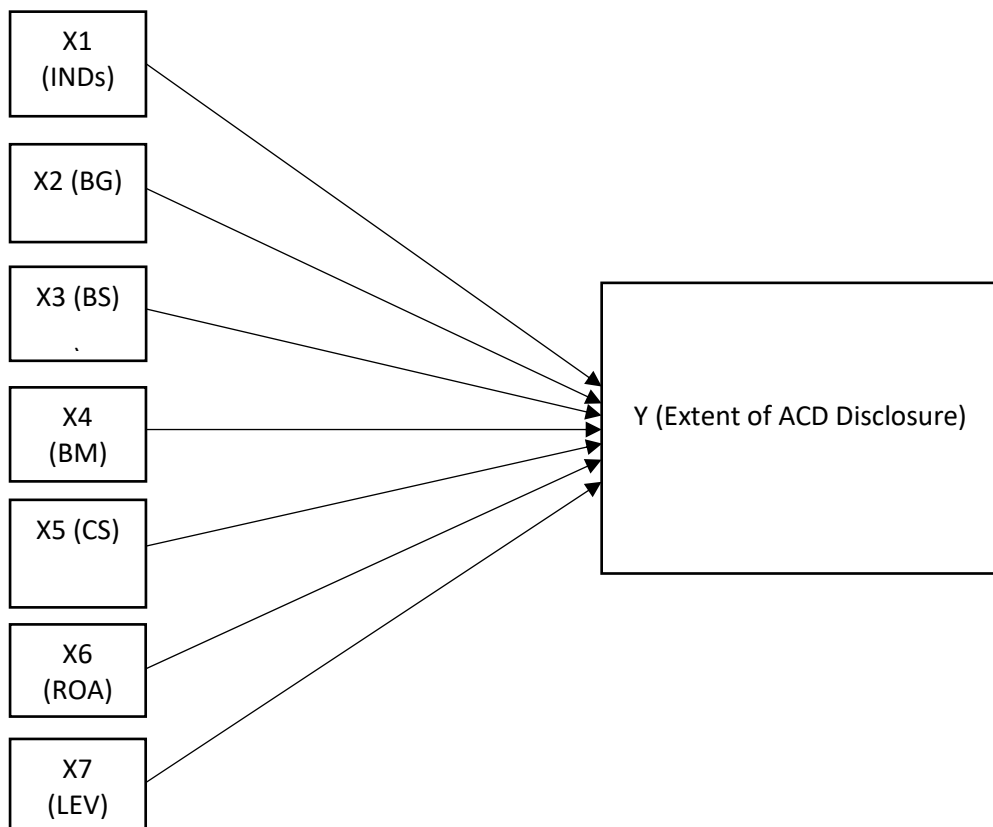 X1
(INDs)
X2 (BG)
X3 (BS)
X4
(BM)
X5 (CS)
X6
(ROA)
X7
(LEV)
Y (Extent of ACD Disclosure)